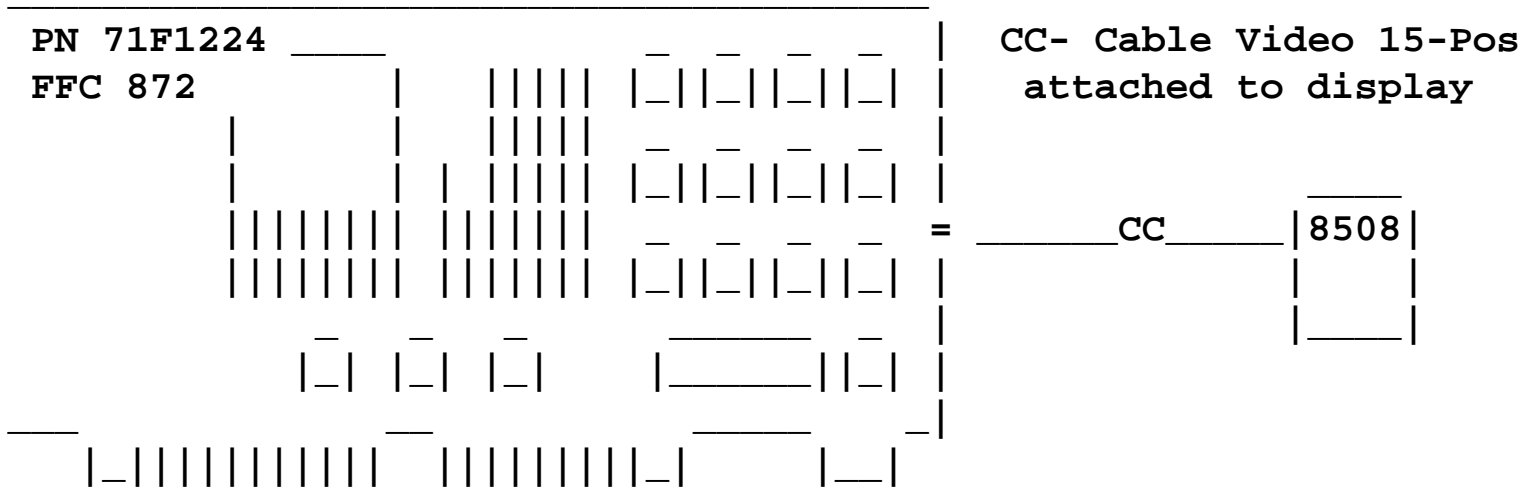 PN 71F1224
CC- Cable Video 15-Pos
FFC 872
attached to display
CC
8508